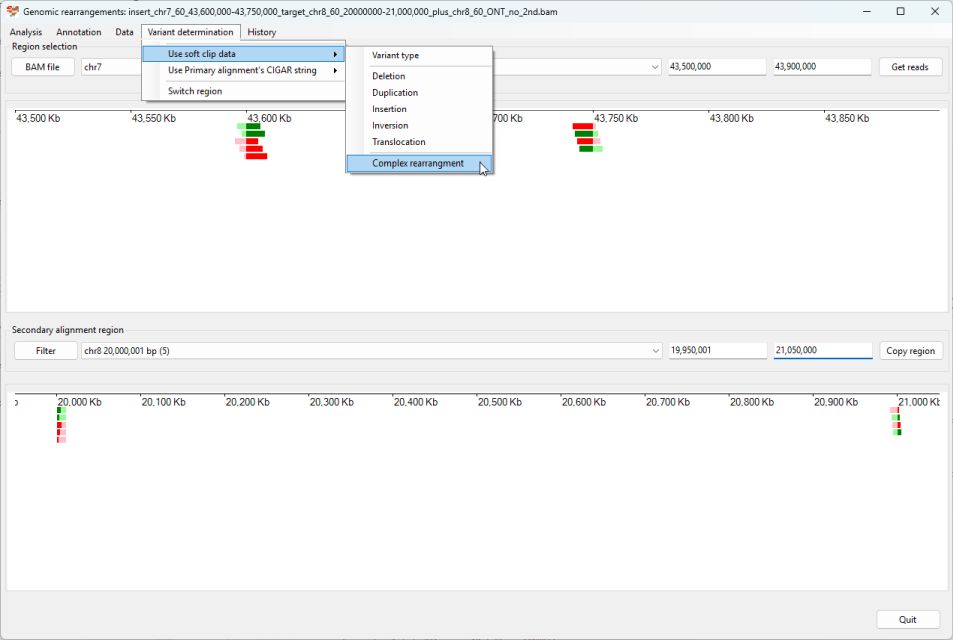 Genomic rearrangements: insert_chr7_60_43,600,000-43,750,000_target_chr8_60_20000000-21,000,000_plus_chr8_60_ONT_no_2nd.bam
Analysis Annotation Data Variant determination History
Region selection
Use soft clip data
Variant type
BAM file chr7 43,500,000 43,900,000 Get reads
Use Primary alignment's CIGAR string
Deletion
Switch region
Duplication
Insertion
43,500 Kb 43,550 Kb 43,600 Kb 700 Kb 43,750 Kb 43,800 Kb 43,850 Kb
Inversion
Translocation
Complex rearrangment
Secondary alignment region
Filter chr8 20,000,001 bp (5) 19,950,001 21,050,000 Copy region
20,000 Kb 20,100 Kb 20,200 Kb 20,300 Kb 20,400 Kb 20,500 Kb 20,600 Kb 20,700 Kb 20,800 Kb 20,900 Kb 21,000 Kb
Quit